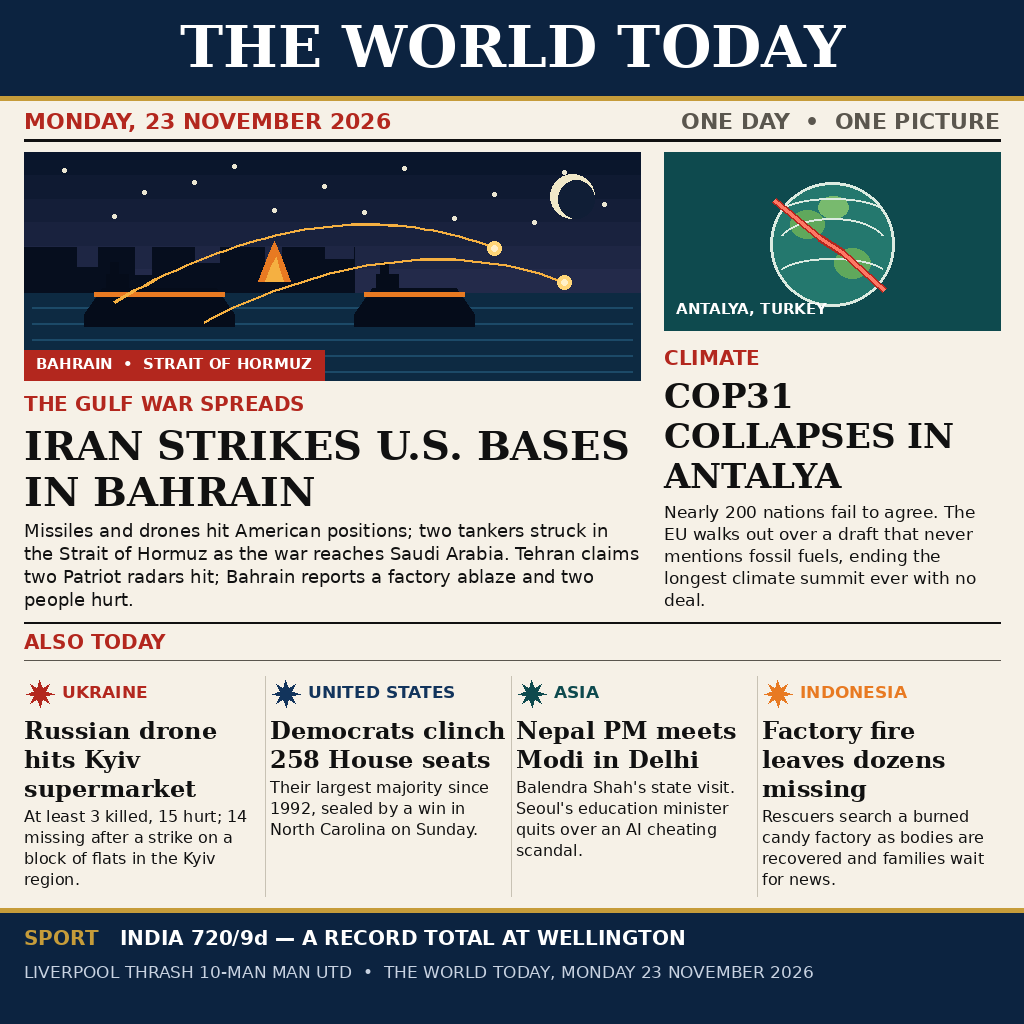 THE WORLD TODAY
MONDAY, 23 NOVEMBER 2026
ONE DAY • ONE PICTURE
BAHRAIN • STRAIT OF HORMUZ
THE GULF WAR SPREADS
IRAN STRIKES U.S. BASES
IN BAHRAIN
Missiles and drones hit American positions; two tankers struck in
the Strait of Hormuz as the war reaches Saudi Arabia. Tehran claims
two Patriot radars hit; Bahrain reports a factory ablaze and two
people hurt.
ANTALYA, TURKEY
CLIMATE
COP31
COLLAPSES IN
ANTALYA
Nearly 200 nations fail to agree. The
EU walks out over a draft that never
mentions fossil fuels, ending the
longest climate summit ever with no
deal.
ALSO TODAY
UKRAINE
Russian drone
hits Kyiv
supermarket
At least 3 killed, 15 hurt; 14
missing after a strike on a
block of flats in the Kyiv
region.
UNITED STATES
Democrats clinch
258 House seats
Their largest majority since
1992, sealed by a win in
North Carolina on Sunday.
ASIA
Nepal PM meets
Modi in Delhi
Balendra Shah's state visit.
Seoul's education minister
quits over an AI cheating
scandal.
INDONESIA
Factory fire
leaves dozens
missing
Rescuers search a burned
candy factory as bodies are
recovered and families wait
for news.
SPORT INDIA 720/9d — A RECORD TOTAL AT WELLINGTON
LIVERPOOL THRASH 10-MAN MAN UTD • THE WORLD TODAY, MONDAY 23 NOVEMBER 2026